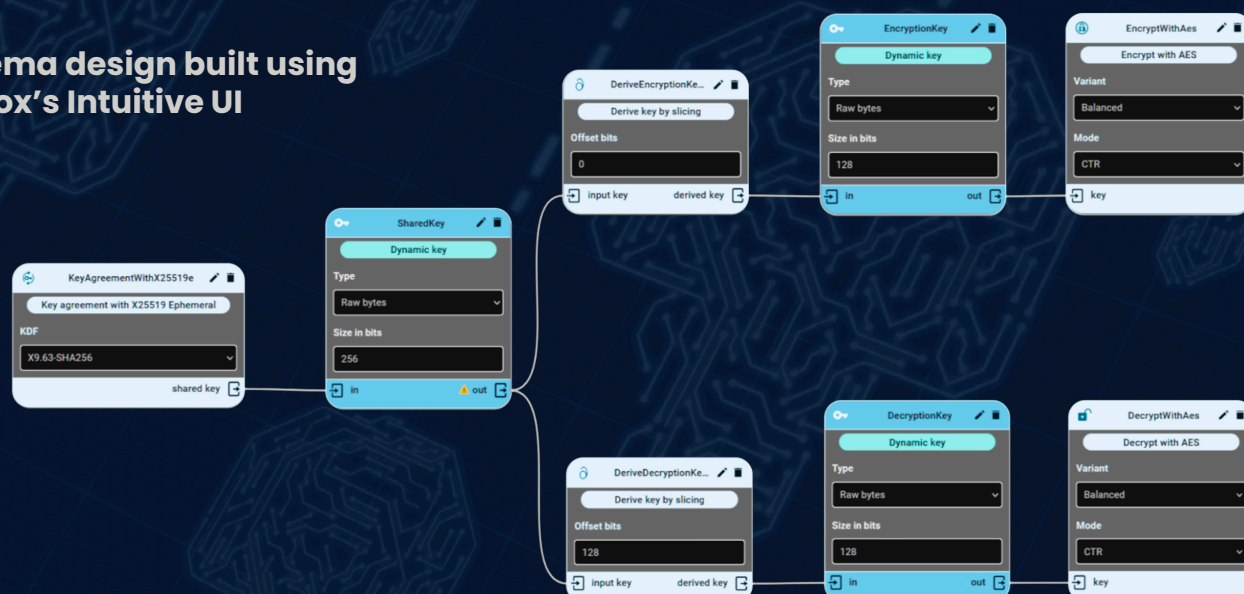 ema design built using
ox's Intuitive UI
KeyAgreementWithX25519e
Key agreement with X25519 Ephemeral
KDF
X9.63-SHA256
shared key
SharedKey
Dynamic key
Type
Raw bytes
Size in bits
256
in
out
DeriveEncryptionKe...
Derive key by slicing
Offset bits
0
input key
derived key
EncryptionKey
Dynamic key
Type
Raw bytes
Size in bits
128
in
out
EncryptWithAes
Encrypt with AES
Variant
Balanced
Mode
CTR
key
DeriveDecryptionKe...
Derive key by slicing
Offset bits
128
input key
derived key
DecryptionKey
Dynamic key
Type
Raw bytes
Size in bits
128
in
out
DecryptWithAes
Decrypt with AES
Variant
Balanced
Mode
CTR
key